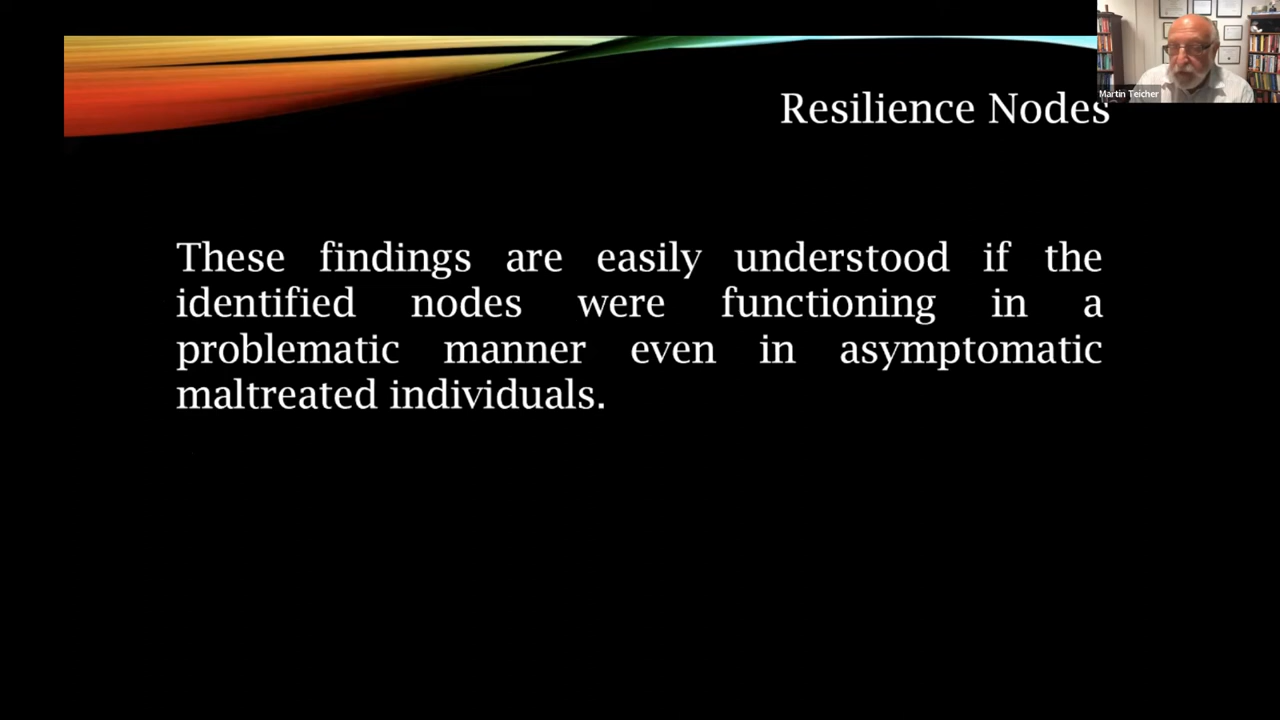 Martin Teicher
Resilience Nodes
These findings are easily understood if the
identified nodes were functioning in a
problematic manner even in asymptomatic
maltreated individuals.